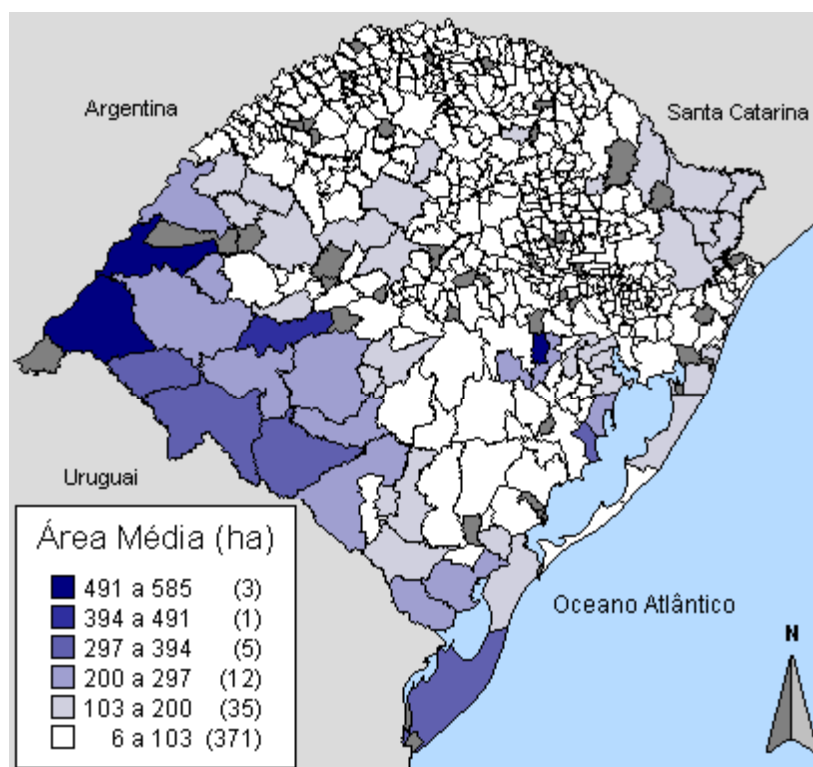 Argentina
Santa Catarina
Uruguai
Oceano Atlântico
Área Média (ha)
491 a 585 (3)
394 a 491 (1)
297 a 394 (5)
200 a 297 (12)
103 a 200 (35)
6 a 103 (371)
N